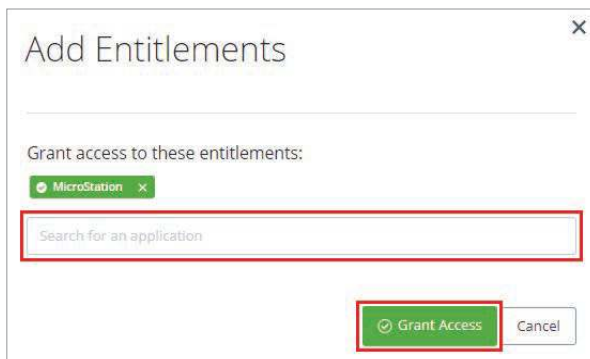 Add Entitlements
Grant access to these entitlements:
MicroStation
Search for an application
Grant Access Cancel